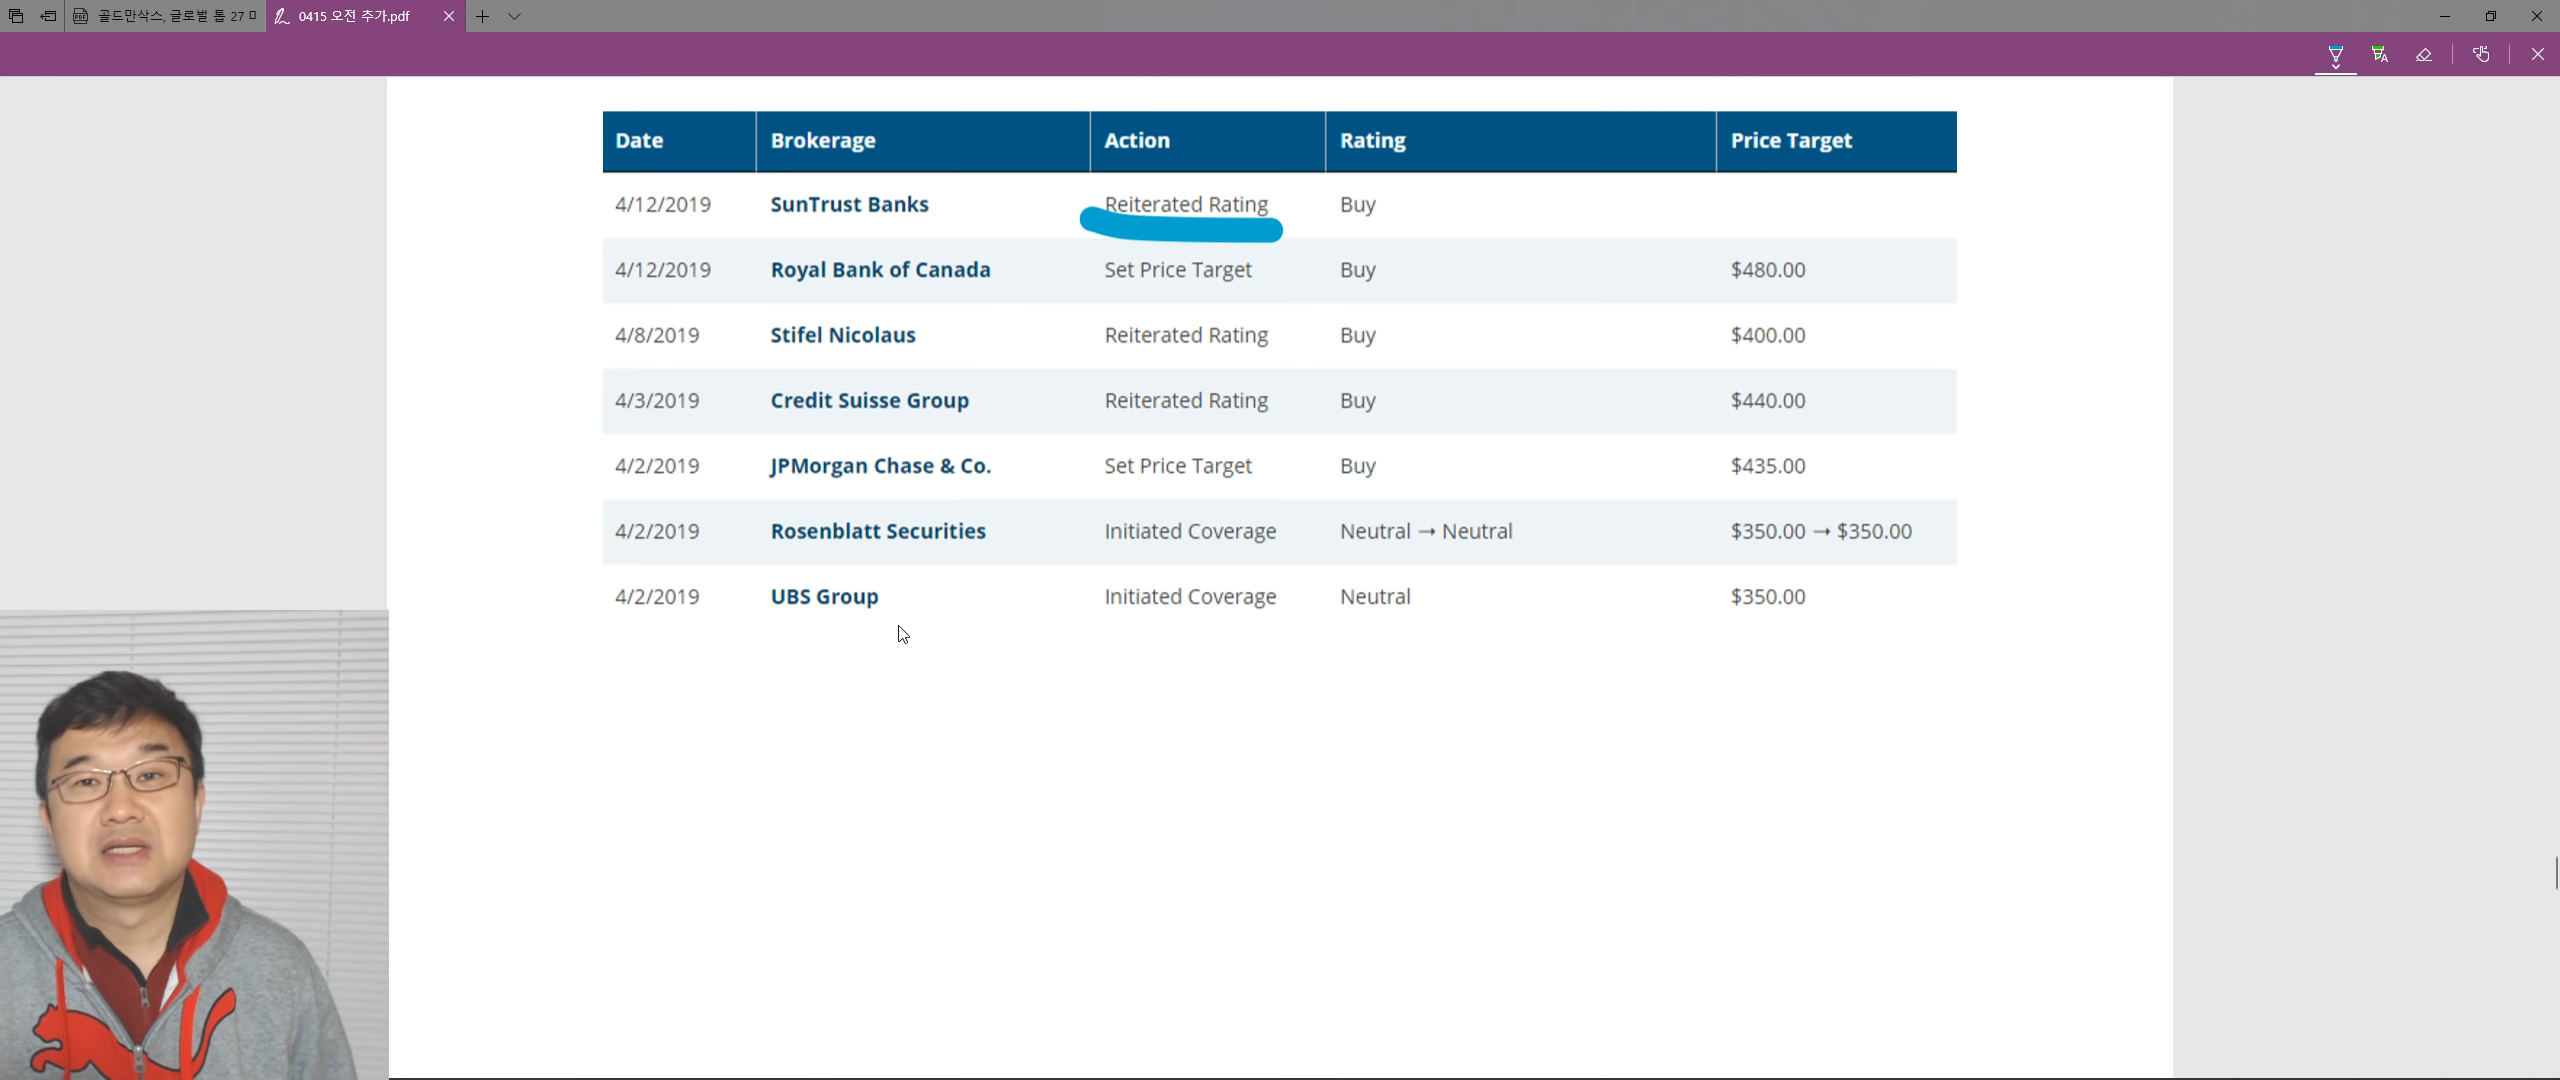 골드만삭스, 글로벌 톱 27
0415 오전 추가.pdf
Date Brokerage Action Rating Price Target
4/12/2019 SunTrust Banks Reiterated Rating Buy
4/12/2019 Royal Bank of Canada Set Price Target Buy $480.00
4/8/2019 Stifel Nicolaus Reiterated Rating Buy $400.00
4/3/2019 Credit Suisse Group Reiterated Rating Buy $440.00
4/2/2019 JPMorgan Chase & Co. Set Price Target Buy $435.00
4/2/2019 Rosenblatt Securities Initiated Coverage Neutral → Neutral $350.00 → $350.00
4/2/2019 UBS Group Initiated Coverage Neutral $350.00